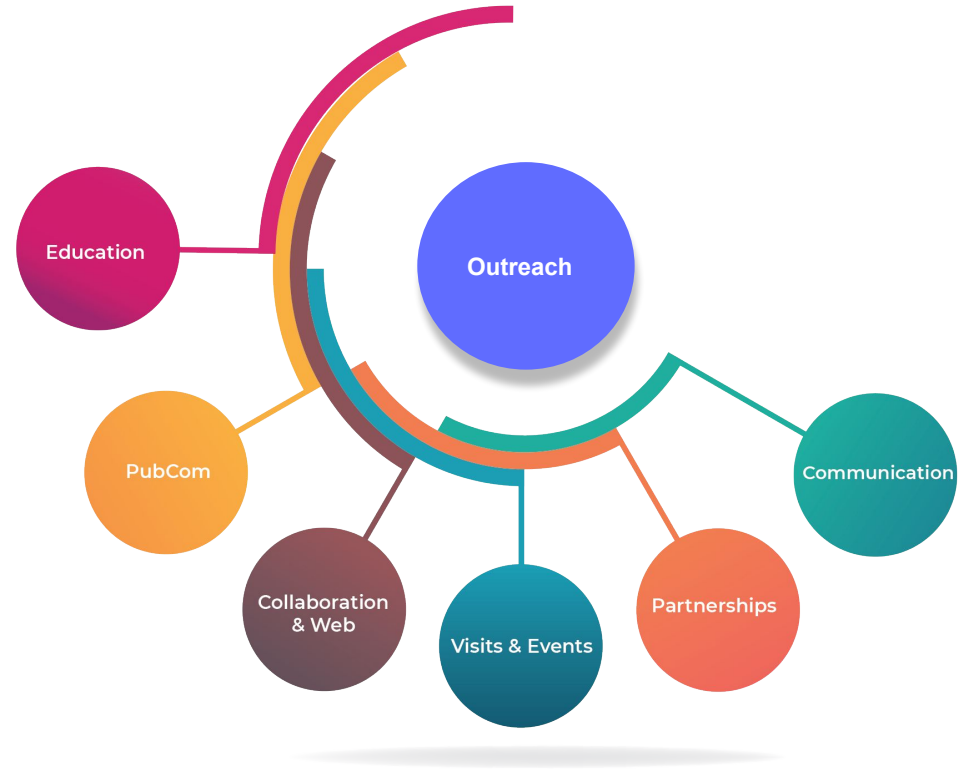 Outreach
Education
PubCom
Collaboration
& Web
Visits & Events
Partnerships
Communication